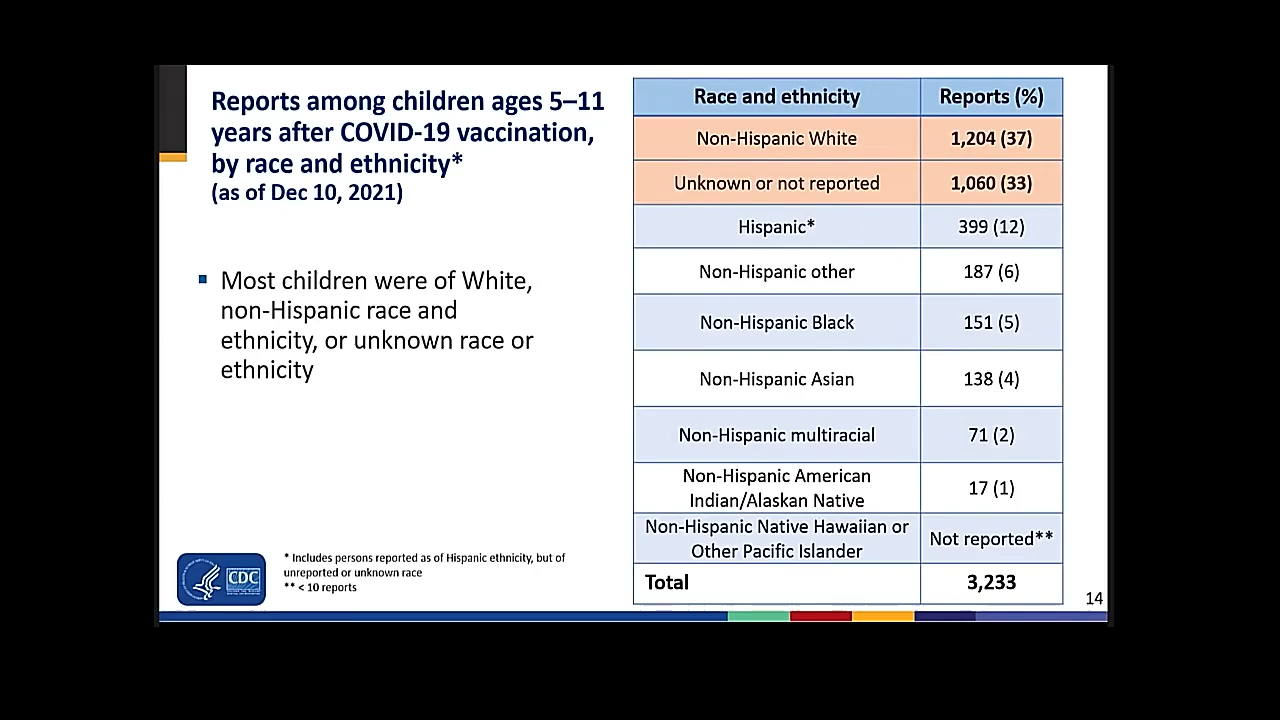 Reports among children ages 5–11
years after COVID-19 vaccination,
by race and ethnicity*
(as of Dec 10, 2021)
▪ Most children were of White,
non-Hispanic race and
ethnicity, or unknown race or
ethnicity
Race and ethnicity Reports (%)
Non-Hispanic White 1,204 (37)
Unknown or not reported 1,060 (33)
Hispanic* 399 (12)
Non-Hispanic other 187 (6)
Non-Hispanic Black 151 (5)
Non-Hispanic Asian 138 (4)
Non-Hispanic multiracial 71 (2)
Non-Hispanic American
Indian/Alaskan Native 17 (1)
Non-Hispanic Native Hawaiian or
Other Pacific Islander Not reported**
Total 3,233
* Includes persons reported as of Hispanic ethnicity, but of
unreported or unknown race
** < 10 reports
CDC
14